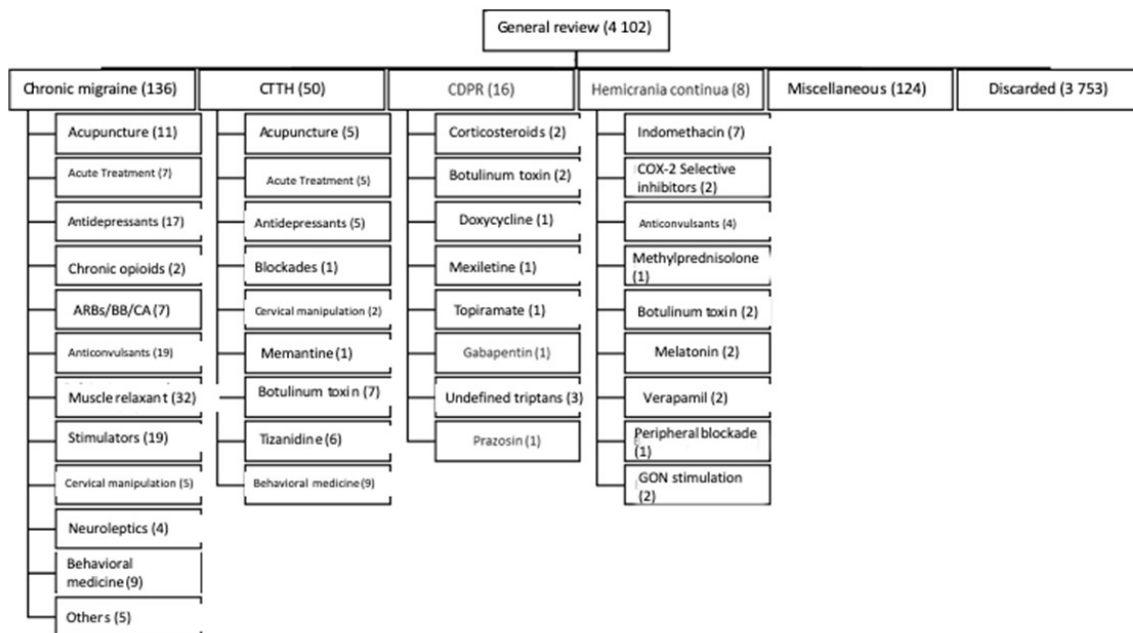 General review (4 102)
Chronic migraine (136)
CTTH (50)
CDPR (16)
Hemicrania continua (8)
Miscellaneous (124)
Discarded (3 753)
Acupuncture (11)
Acute Treatment (7)
Antidepressants (17)
Chronic opioids (2)
ARBs/BB/CA (7)
Anticonvulsants (19)
Muscle relaxant (32)
Stimulators (19)
Cervical manipulation (5)
Neuroleptics (4)
Behavioral
medicine (9)
Others (5)
Acupuncture (5)
Acute Treatment (5)
Antidepressants (5)
Blockades (1)
Cervical manipulation (2)
Memantine (1)
Botulinum toxin (7)
Tizanidine (6)
Behavioral medicine (9)
Corticosteroids (2)
Botulinum toxin (2)
Doxycycline (1)
Mexiletine (1)
Topiramate (1)
Gabapentin (1)
Undefined triptans (3)
Prazosin (1)
Indomethacin (7)
COX-2 Selective
inhibitors (2)
Anticonvulsants (4)
Methylprednisolone
(1)
Botulinum toxin (2)
Melatonin (2)
Verapamil (2)
Peripheral blockade
(1)
GON stimulation
(2)